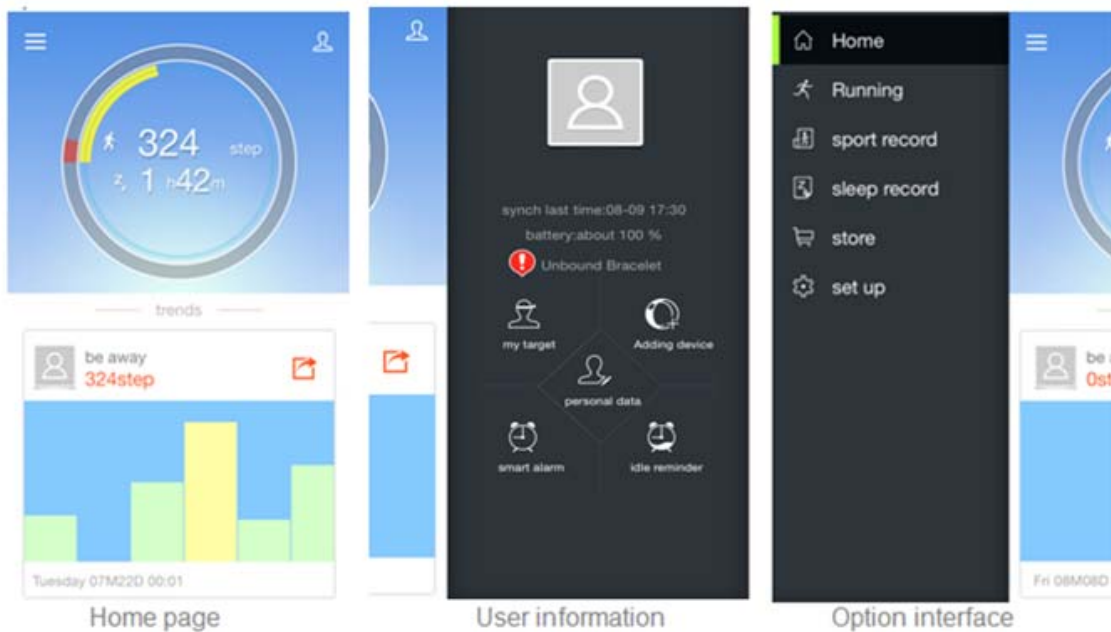 324 step
1 h42m
trends
be away
324step
Tuesday 07M22D 00:01
Home page
synch last time:08-09 17:30
battery:about 100 %
Unbound Bracelet
my target
Adding device
personal data
smart alarm
idle reminder
User information
Home
Running
sport record
sleep record
store
set up
be
0st
Fri 08M08D
Option interface